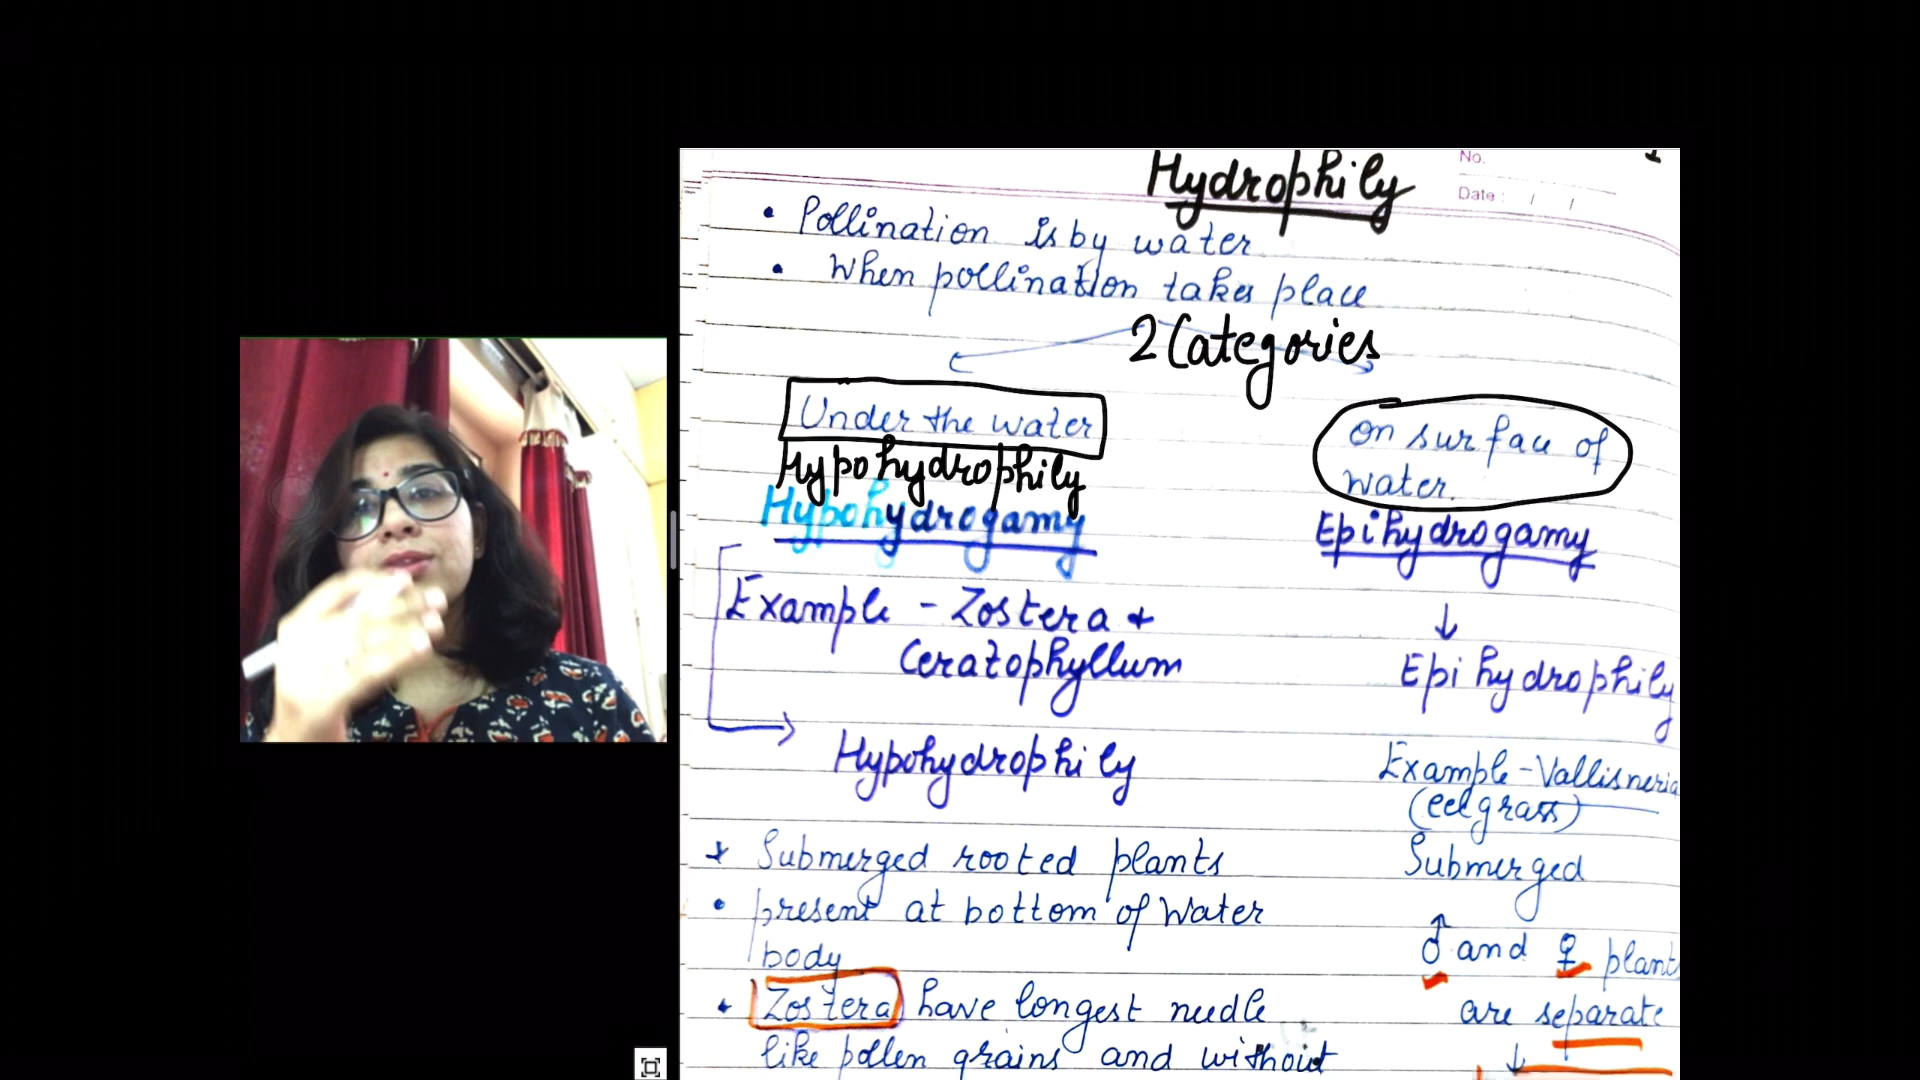 Hydrophily
No.
Date : / /
• Pollination is by water
• When pollination takes place
2 Categories
Under the water
Hypohydrophily
Hypohydrogamy
Example - Zostera +
Ceratophyllum
Hypohydrophily
Submerged rooted plants
• present at bottom of Water
body
• Zostera have longest needle
like pollen grains and without
on surface of
water.
Epihydrogamy
↓
Epihydrophily
Example - Vallisneria
(eelgrass)
Submerged
♂ and ♀ plants
are separate
↓